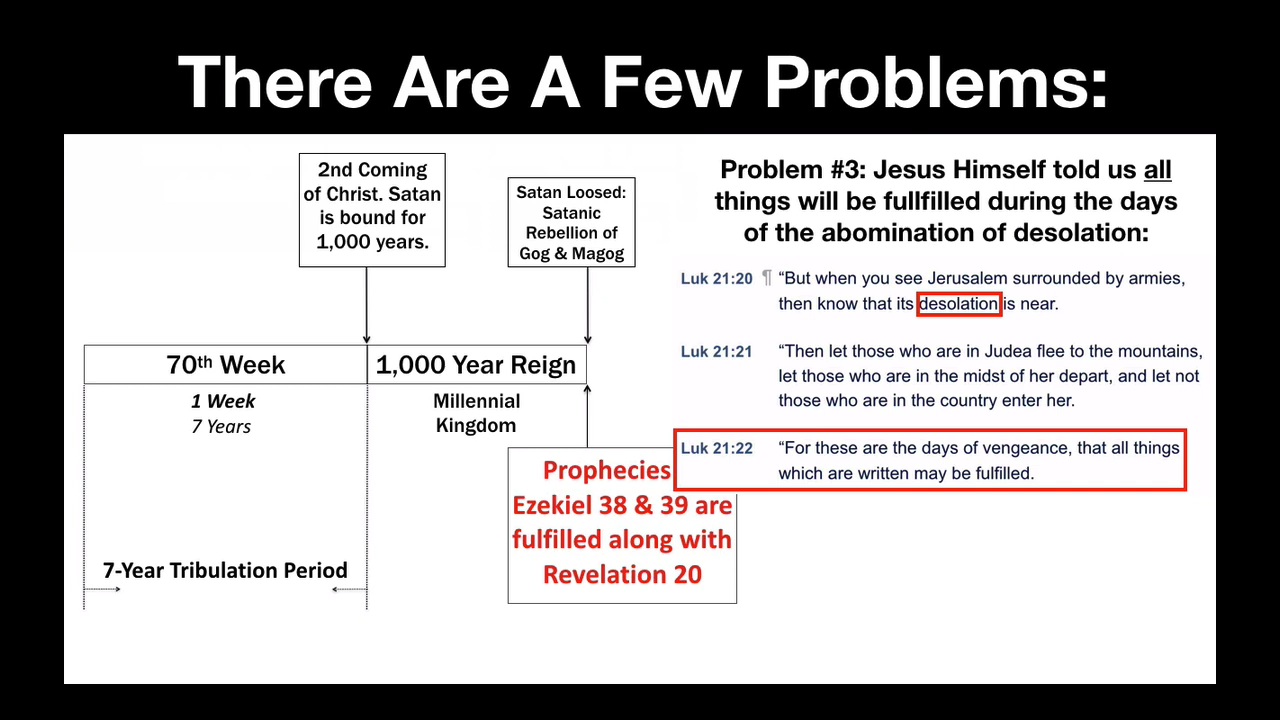 There Are A Few Problems:
2nd Coming
of Christ. Satan
is bound for
1,000 years.
Satan Loosed:
Satanic
Rebellion of
Gog & Magog
70th Week
1,000 Year Reign
1 Week
7 Years
Millennial
Kingdom
7-Year Tribulation Period
Prophecies
Ezekiel 38 & 39 are
fulfilled along with
Revelation 20
Problem #3: Jesus Himself told us all
things will be fullfilled during the days
of the abomination of desolation:
Luk 21:20 ¶ “But when you see Jerusalem surrounded by armies,
then know that its desolation is near.
Luk 21:21 “Then let those who are in Judea flee to the mountains,
let those who are in the midst of her depart, and let not
those who are in the country enter her.
Luk 21:22 “For these are the days of vengeance, that all things
which are written may be fulfilled.